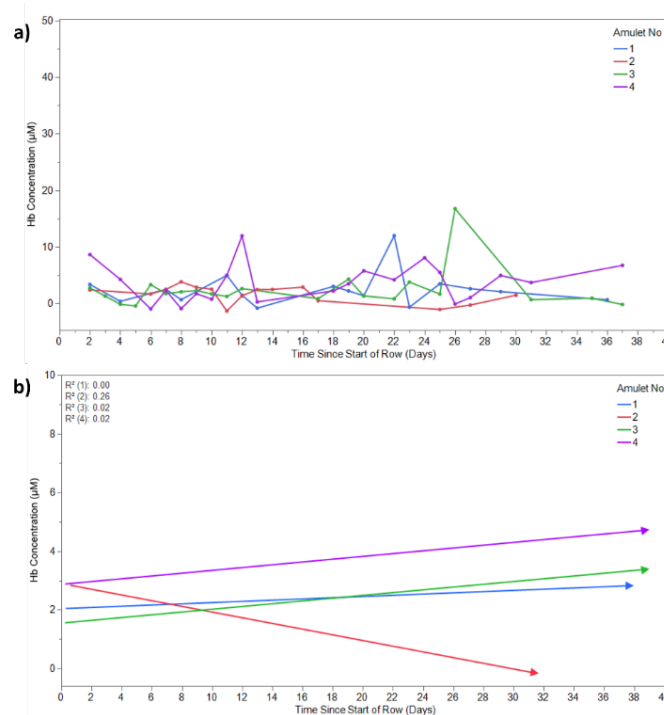 a)
50
40
30
20
10
0
Hb Concentration (µM)
0 2 4 6 8 10 12 14 16 18 20 22 24 26 28 30 32 34 36 38
Time Since Start of Row (Days)
Amulet No
1
2
3
4
b)
R² (1): 0.00
R² (2): 0.26
R² (3): 0.02
R² (4): 0.02
10
8
6
4
2
0
Hb Concentration (µM)
0 2 4 6 8 10 12 14 16 18 20 22 24 26 28 30 32 34 36 38
Time Since Start of Row (Days)
Amulet No
1
2
3
4